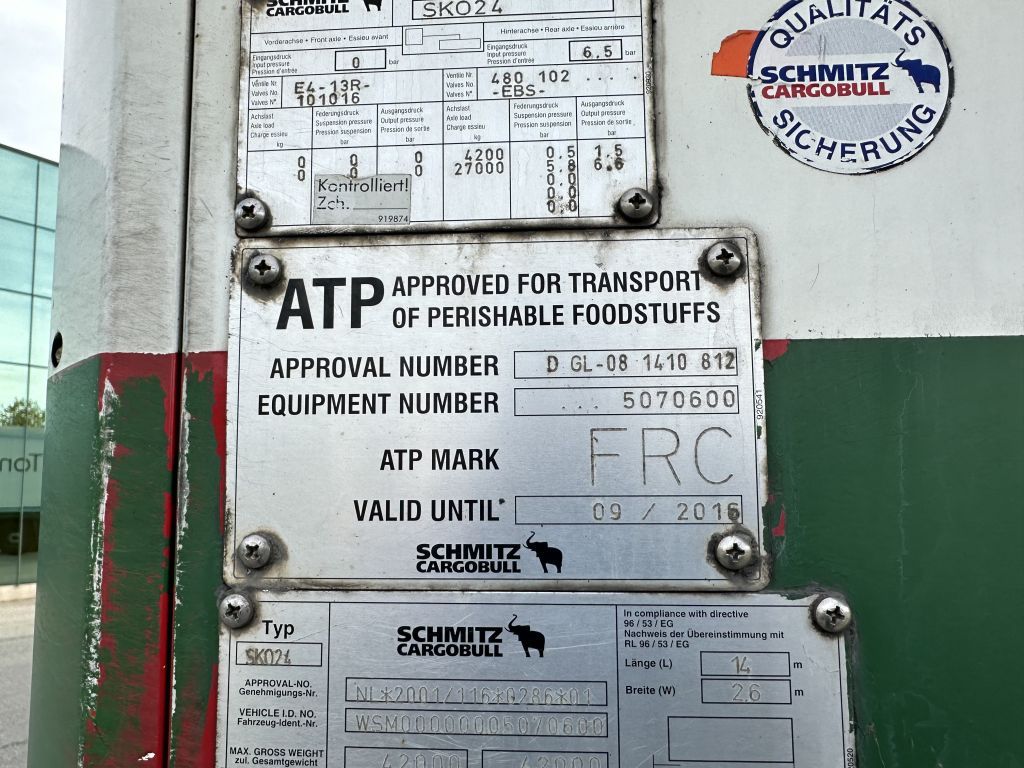 SCHMITZ
CARGOBULL
SKO24
Vorderachse • Front axle • Essieu avant
Hinterachse • Rear axle • Essieu arrière
Eingangsdruck
Input pressure
Pression d'entrée
0 bar
Eingangsdruck
Input pressure
Pression d'entrée
6.5 bar
Ventile Nr.
Valves No.
Valves N°
E4-13R-
101016
Ventile Nr.
Valves No.
Valves N°
480 102 ....
-EBS-
Achslast
Axle load
Charge essieu
kg
Federungsdruck
Suspension pressure
Pression suspension
bar
Ausgangsdruck
Output pressure
Pression de sortie
bar
Achslast
Axle load
Charge essieu
kg
Federungsdruck
Suspension pressure
Pression suspension
bar
Ausgangsdruck
Output pressure
Pression de sortie
bar
0 0 0 4200 0.5 1.5
0 0 0 27000 5.8 6.6
0.0
0.0
0.0
Kontrolliert!
Zch.
919874
QUALITÄTS
SCHMITZ
CARGOBULL
SICHERUNG
ATP APPROVED FOR TRANSPORT
OF PERISHABLE FOODSTUFFS
APPROVAL NUMBER D GL-08 1410 812
EQUIPMENT NUMBER ... 5070600
920541
ATP MARK FRC
VALID UNTIL* 09 / 2016
SCHMITZ
CARGOBULL
Typ
SKO24
SCHMITZ
CARGOBULL
In compliance with directive
96 / 53 / EG
Nachweis der Übereinstimmung mit
RL 96 / 53 / EG
Länge (L) 14 m
Breite (W) 2.6 m
APPROVAL-NO.
Genehmigungs-Nr.
NL*2001/116*0286*01
VEHICLE I.D. NO.
Fahrzeug-Ident.-Nr.
WSM00000005070600
MAX. GROSS WEIGHT
zul. Gesamtgewicht
42000 42000